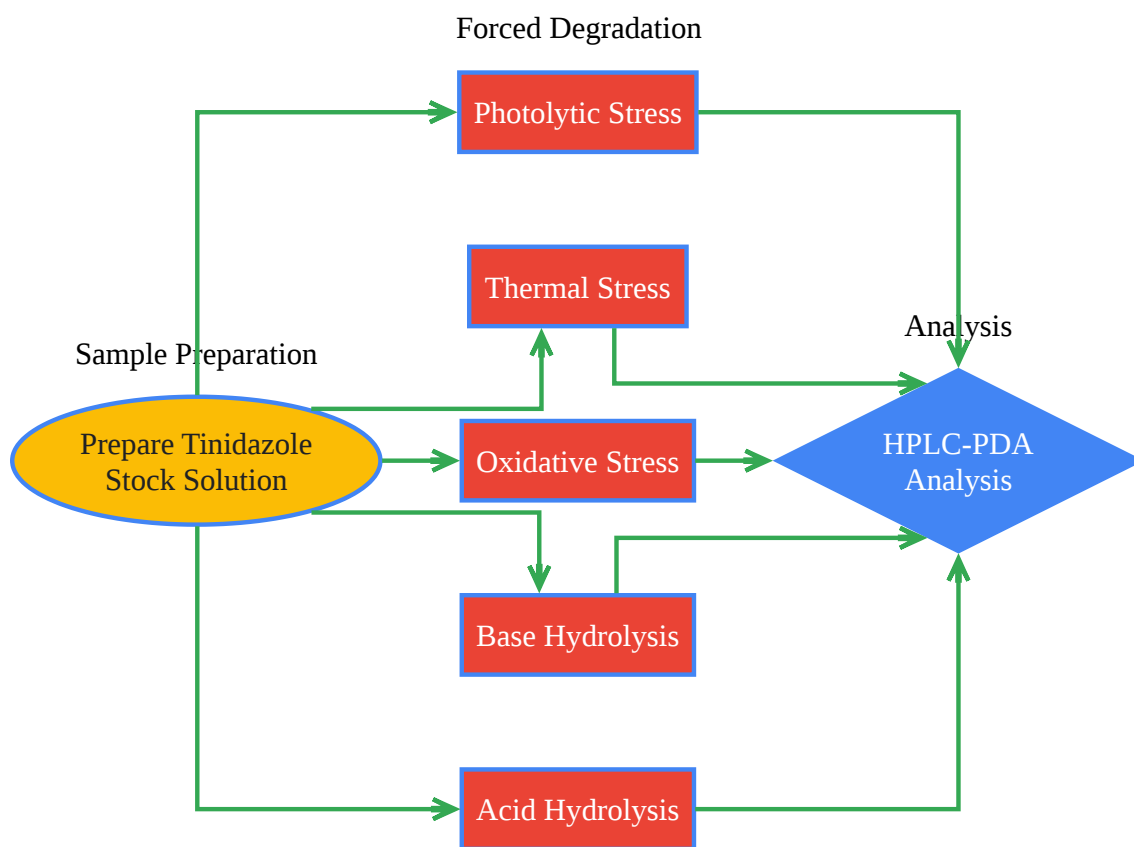 Forced Degradation
Photolytic Stress
Thermal Stress
Analysis
Sample Preparation
Prepare Tinidazole
Stock Solution
Oxidative Stress
HPLC-PDA
Analysis
Base Hydrolysis
Acid Hydrolysis